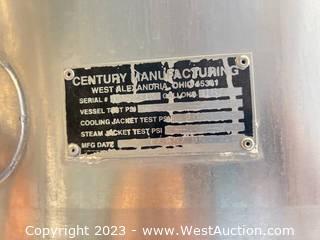 CENTURY MANUFACTURING
WEST ALEXANDRIA, OHIO 45381
SERIAL # GALLONS
VESSEL TEST PSI
COOLING JACKET TEST PSI
STEAM JACKET TEST PSI
MFG DATE
Copyright 2023 - www.WestAuction.com